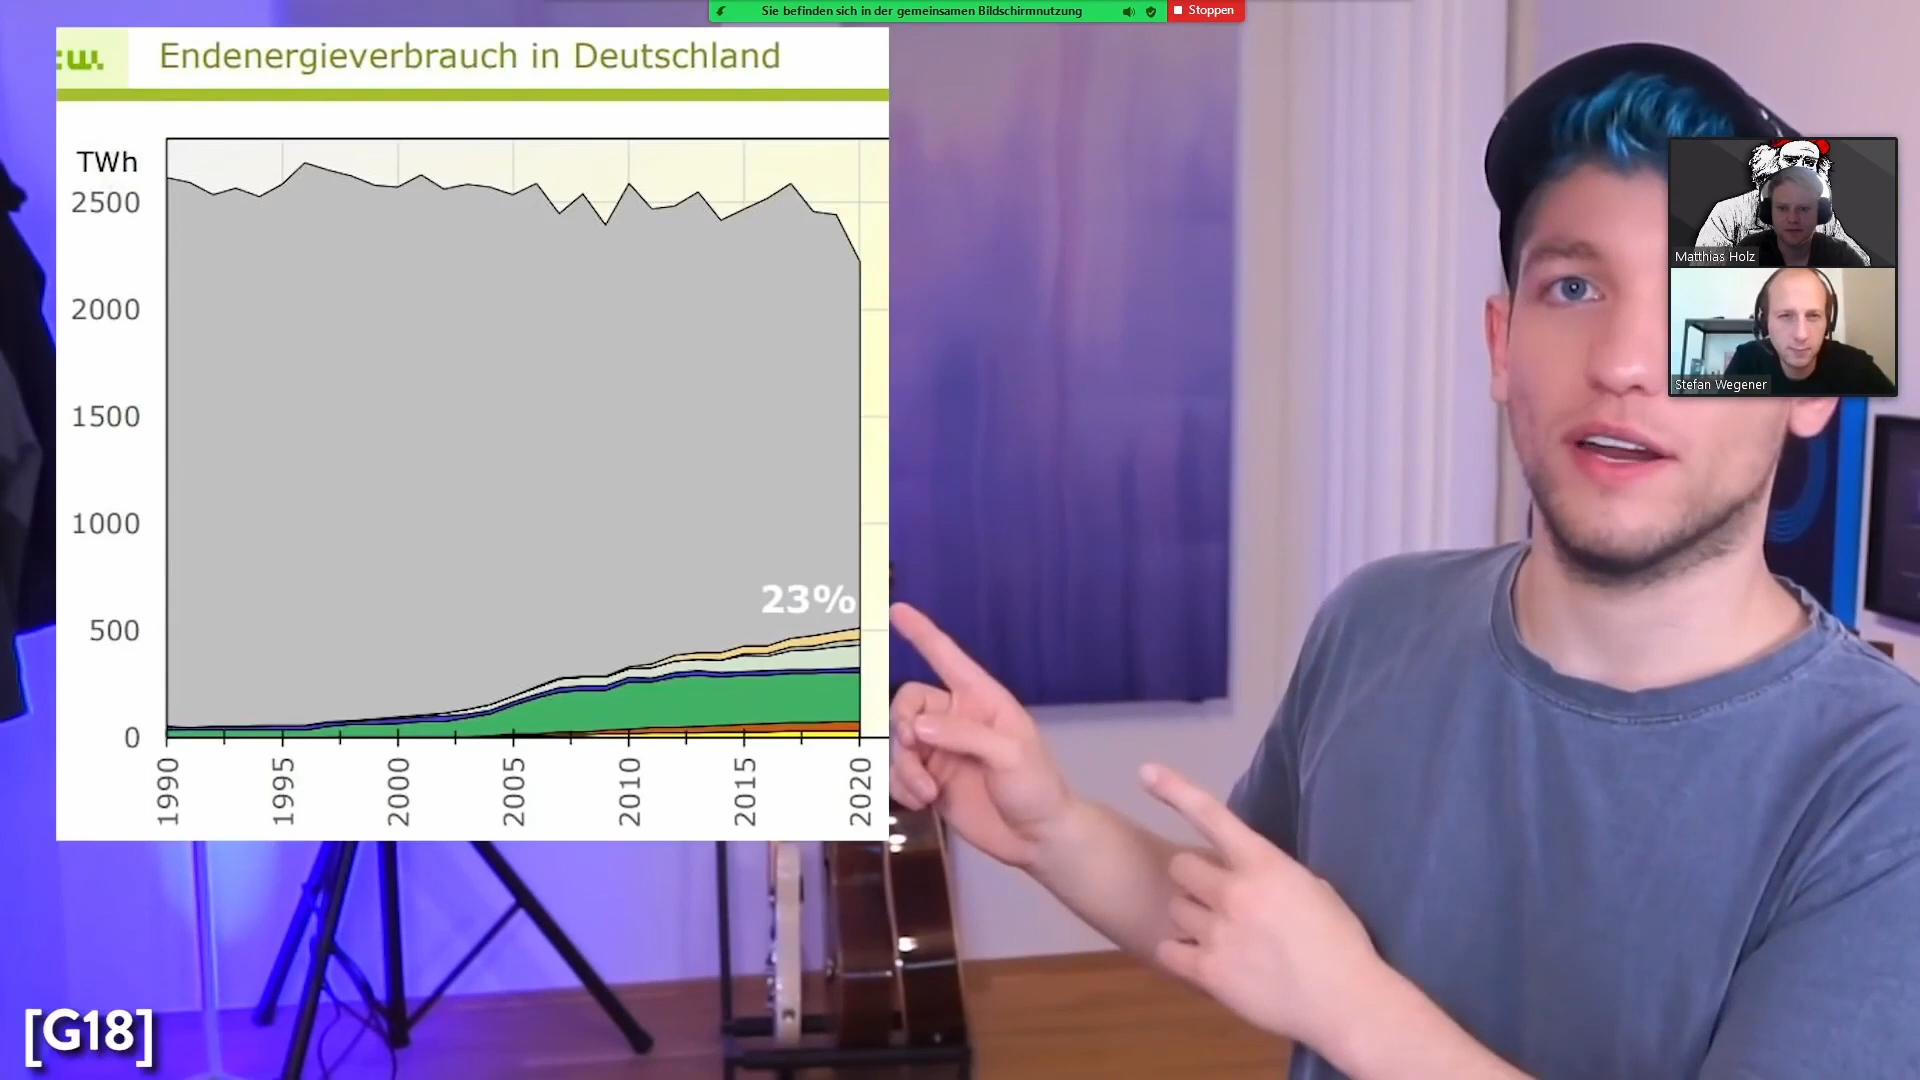 Sie befinden sich in der gemeinsamen Bildschirmnutzung
Stoppen
Endenergieverbrauch in Deutschland
TWh
2500
2000
1500
1000
500
0
23%
1990
1995
2000
2005
2010
2015
2020
Matthias Holz
Stefan Wegener
[G18]